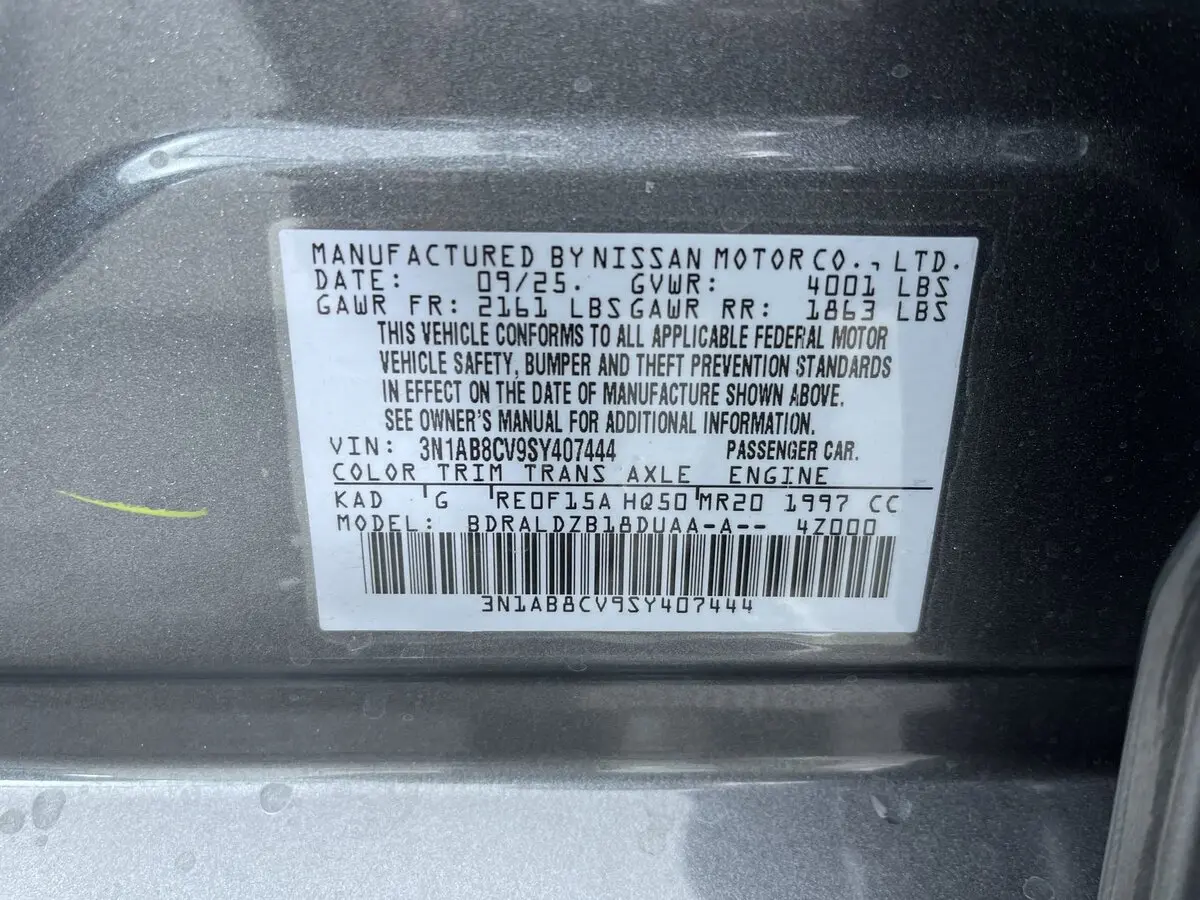 MANUFACTURED BY NISSAN MOTOR CO., LTD.
DATE: 09/25. GVWR: 4001 LBS
GAWR FR: 2161 LBS GAWR RR: 1863 LBS
THIS VEHICLE CONFORMS TO ALL APPLICABLE FEDERAL MOTOR
VEHICLE SAFETY, BUMPER AND THEFT PREVENTION STANDARDS
IN EFFECT ON THE DATE OF MANUFACTURE SHOWN ABOVE.
SEE OWNER'S MANUAL FOR ADDITIONAL INFORMATION.
VIN: 3N1AB8CV9SY407444 PASSENGER CAR.
COLOR TRIM TRANS AXLE ENGINE
KAD G RE0F15A HQ50 MR20 1997 CC
MODEL: BDRALDZB18DUAA-A-- 4Z000
3N1AB8CV9SY407444